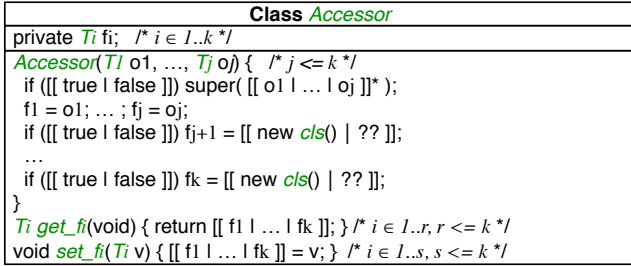 Class Accessor
private Ti fi; /* i ∈ 1..k */
Accessor(T1 o1, …, Tj oj) { /* j <= k */
if ([[ true | false ]]) super( [[ o1 | … | oj ]]* );
f1 = o1; … ; fj = oj;
if ([[ true | false ]]) fj+1 = [[ new cls() | ?? ]];
…
if ([[ true | false ]]) fk = [[ new cls() | ?? ]];
}
Ti get_fi(void) { return [[ f1 | … | fk ]]; } /* i ∈ 1..r, r <= k */
void set_fi(Ti v) { [[ f1 | … | fk ]] = v; } /* i ∈ 1..s, s <= k */